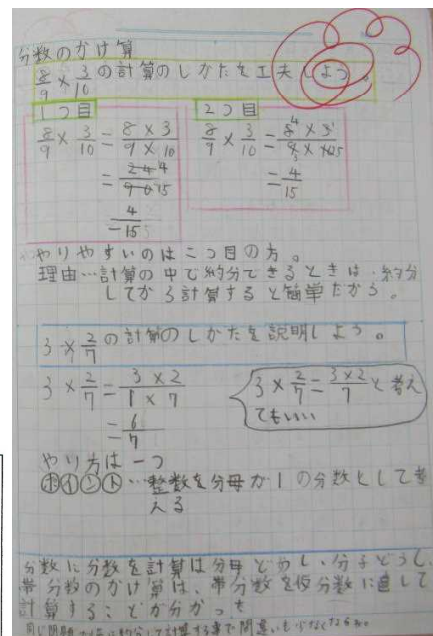 分数のかけ算
8/9 × 3/10 の計算のしかたを工夫しよう。
1つ目 2つ目
8/9 × 3/10 = 8×3/9×10 8/9 × 3/10 = 8×3/9×10
= 24/90 = 4/15
4/15
やりやすいのは二つ目の方。
理由…計算の中で約分できるときは、約分
してから計算すると簡単だから。
3 × 2/7 の計算のしかたを説明しよう。
3 × 2/7 = 3×2/1×7
3 × 2/7 = 3×2/7 と考え
てもいい
= 6/7
やり方は一つ
ポイント…整数を分母が1の分数として考
える
分数に分数を計算は分母どうし、分子どうし、
帯分数のかけ算は、帯分数を仮分数に直して
計算することが分かった